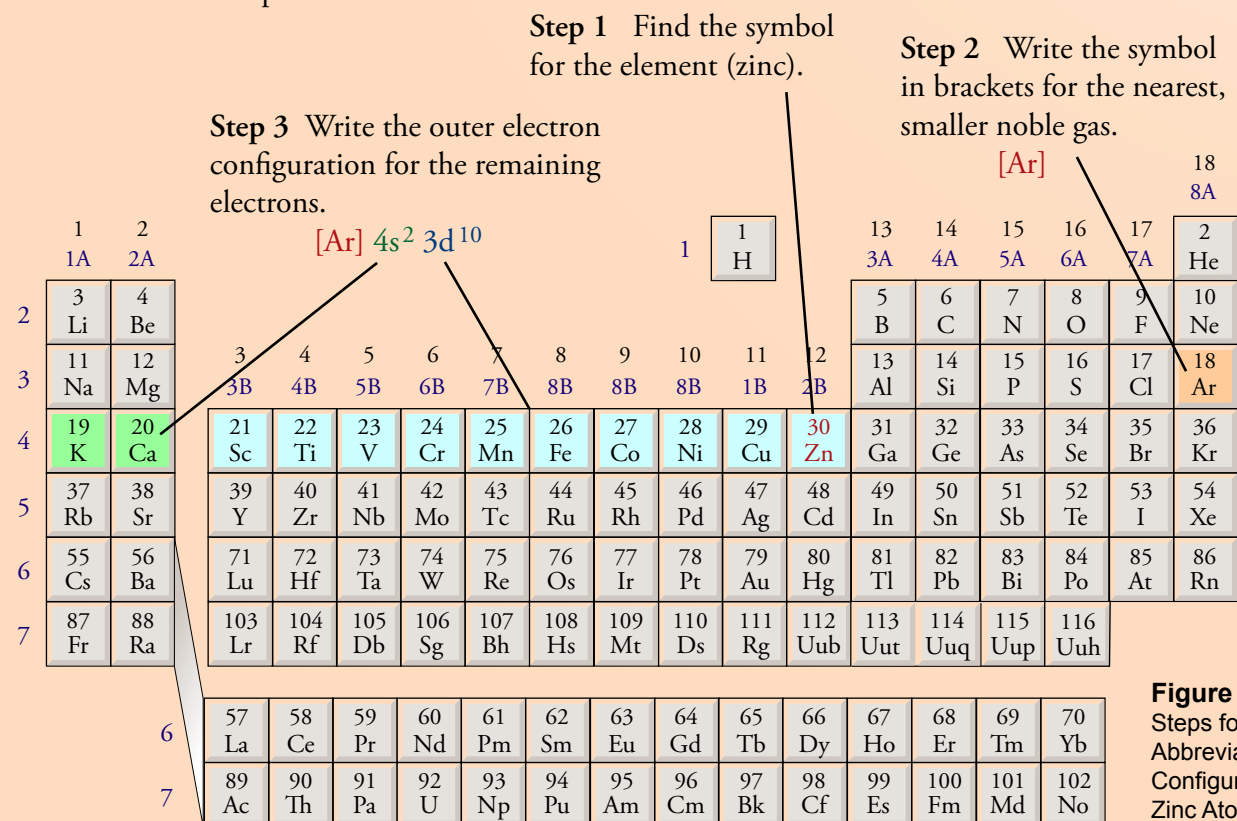 Step 1 Find the symbol
for the element (zinc).
Step 2 Write the symbol
in brackets for the nearest,
smaller noble gas.
[Ar]
Step 3 Write the outer electron
configuration for the remaining
electrons.
[Ar] 4s² 3d¹⁰
18
8A
1 2 13 14 15 16 17
1A 2A 3A 4A 5A 6A 7A
1 1 2
H He
2 3 4 5 6 7 8 9 10
Li Be B C N O F Ne
3 4 5 6 7 8 9 10 11 12
3B 4B 5B 6B 7B 8B 8B 8B 1B 2B
3 11 12 13 14 15 16 17 18
Na Mg Al Si P S Cl Ar
4 19 20 21 22 23 24 25 26 27 28 29 30 31 32 33 34 35 36
K Ca Sc Ti V Cr Mn Fe Co Ni Cu Zn Ga Ge As Se Br Kr
5 37 38 39 40 41 42 43 44 45 46 47 48 49 50 51 52 53 54
Rb Sr Y Zr Nb Mo Tc Ru Rh Pd Ag Cd In Sn Sb Te I Xe
6 55 56 71 72 73 74 75 76 77 78 79 80 81 82 83 84 85 86
Cs Ba Lu Hf Ta W Re Os Ir Pt Au Hg Tl Pb Bi Po At Rn
7 87 88 103 104 105 106 107 108 109 110 111 112 113 114 115 116
Fr Ra Lr Rf Db Sg Bh Hs Mt Ds Rg Uub Uut Uuq Uup Uuh
6 57 58 59 60 61 62 63 64 65 66 67 68 69 70
La Ce Pr Nd Pm Sm Eu Gd Tb Dy Ho Er Tm Yb
7 89 90 91 92 93 94 95 96 97 98 99 100 101 102
Ac Th Pa U Np Pu Am Cm Bk Cf Es Fm Md No
Figure
Steps fo
Abbrevia
Configur
Zinc Ato